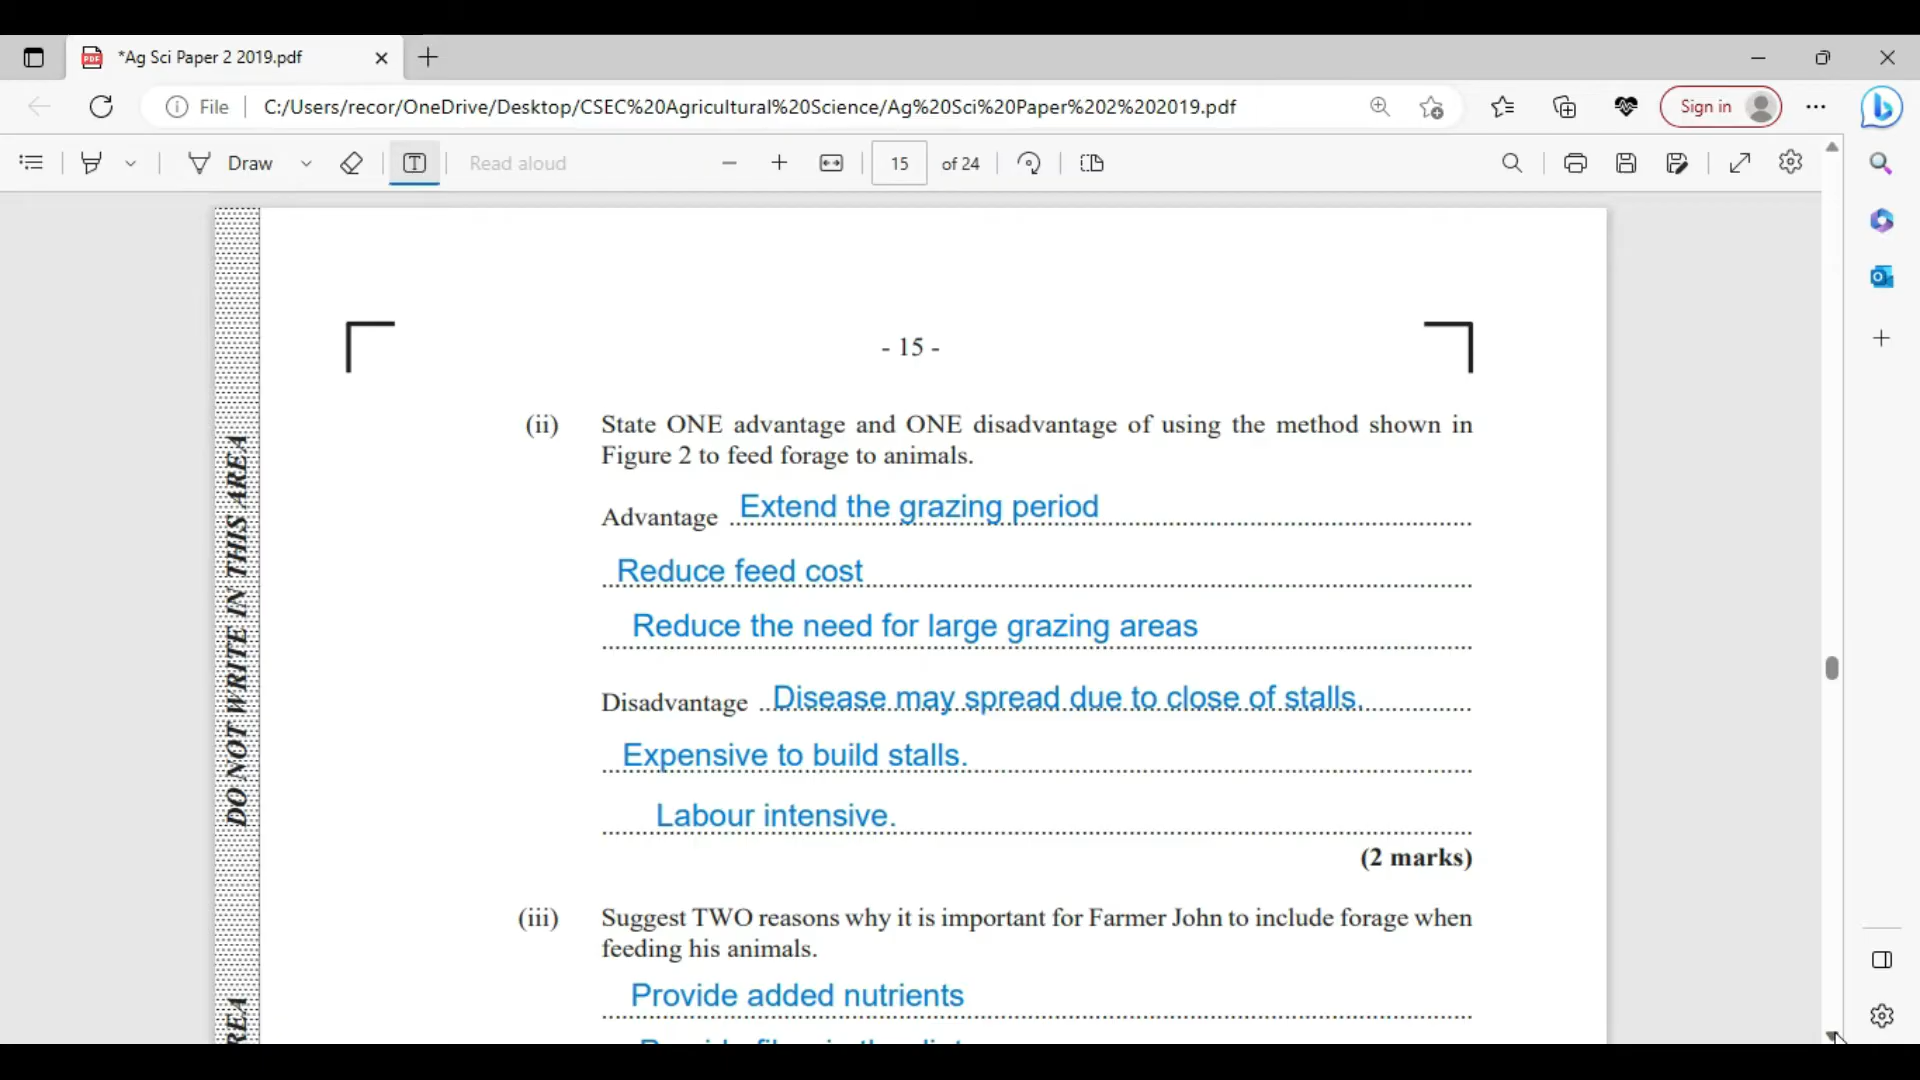 *Ag Sci Paper 2 2019.pdf
File C:/Users/recor/OneDrive/Desktop/CSEC%20Agricultural%20Science/Ag%20Sci%20Paper%202%202019.pdf
Sign in
Draw
Read aloud
15 of 24
- 15 -
DO NOT WRITE IN THIS AREA
(ii) State ONE advantage and ONE disadvantage of using the method shown in
Figure 2 to feed forage to animals.
Advantage Extend the grazing period
Reduce feed cost
Reduce the need for large grazing areas
Disadvantage Disease may spread due to close of stalls.
Expensive to build stalls.
Labour intensive.
(2 marks)
(iii) Suggest TWO reasons why it is important for Farmer John to include forage when
feeding his animals.
Provide added nutrients